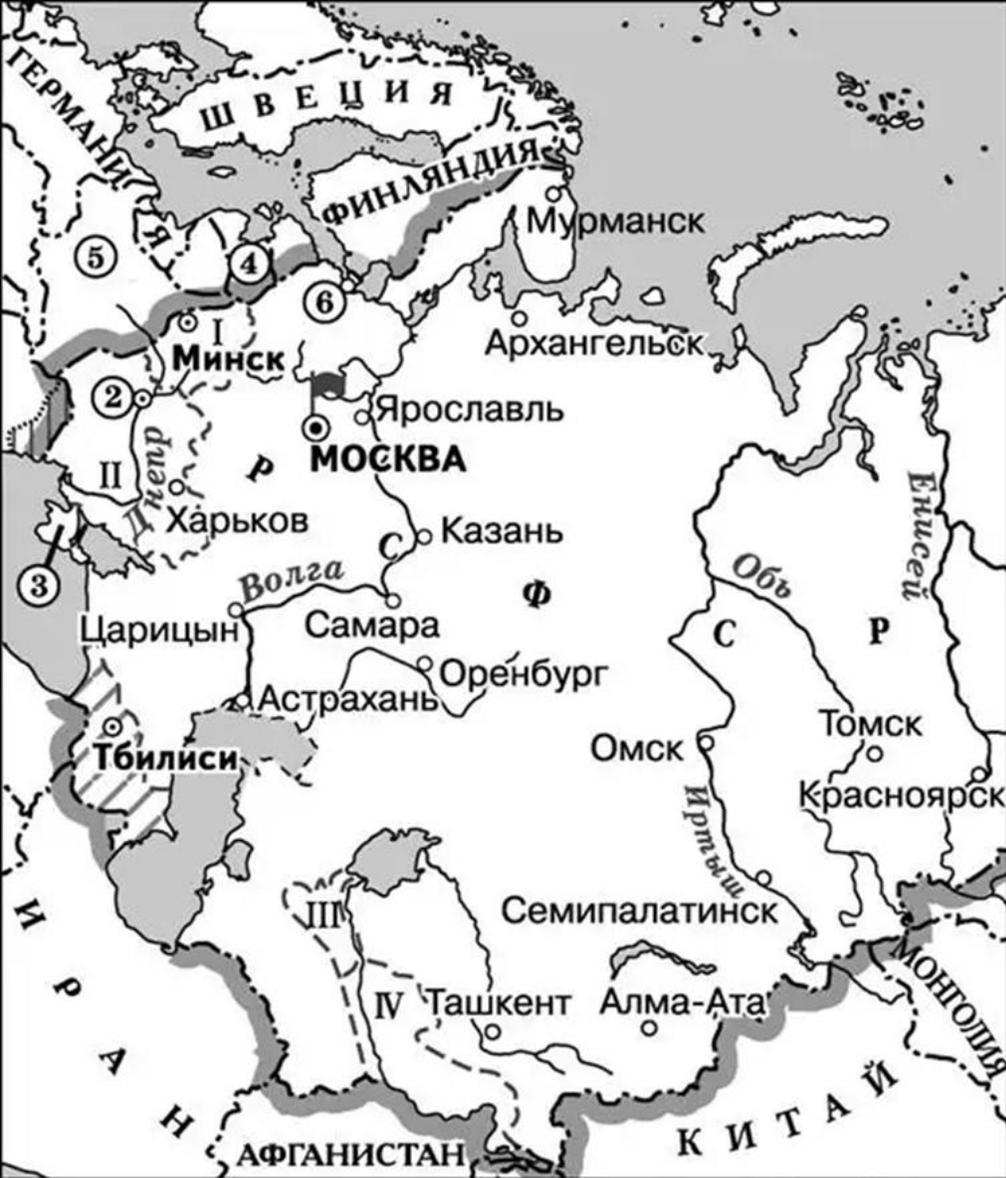 ГЕРМАНИЯ
ШВЕЦИЯ
ФИНЛЯНДИЯ
Мурманск
5
4
6
I
Минск
Архангельск
2
Ярославль
МОСКВА
II
Днепр
Р
Харьков
С
Казань
Енисей
3
Волга
Ф
Обь
Царицын
Самара
С
Р
Оренбург
Астрахань
Томск
Омск
Тбилиси
Красноярск
Иртыш
III
Семипалатинск
ИРАН
IV
Ташкент
Алма-Ата
МОНГОЛИЯ
КИТАЙ
АФГАНИСТАН